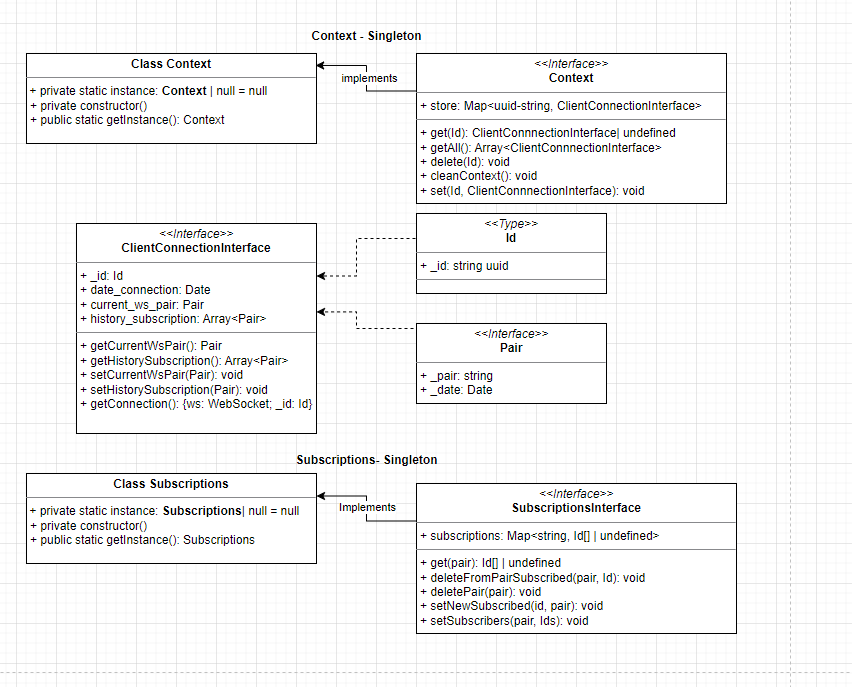 Context - Singleton
Class Context
+ private static instance: Context | null = null
+ private constructor()
+ public static getInstance(): Context
implements
<<Interface>>
Context
+ store: Map<uuid-string, ClientConnectionInterface>
+ get(Id): ClientConnnectionInterface| undefined
+ getAll(): Array<ClientConnnectionInterface>
+ delete(Id): void
+ cleanContext(): void
+ set(Id, ClientConnnectionInterface): void
<<Interface>>
ClientConnectionInterface
+ _id: Id
+ date_connection: Date
+ current_ws_pair: Pair
+ history_subscription: Array<Pair>
+ getCurrentWsPair(): Pair
+ getHistorySubscription(): Array<Pair>
+ setCurrentWsPair(Pair): void
+ setHistorySubscription(Pair): void
+ getConnection(): {ws: WebSocket; _id: Id}
<<Type>>
Id
+ _id: string uuid
<<Interface>>
Pair
+ _pair: string
+ _date: Date
Subscriptions- Singleton
Class Subscriptions
+ private static instance: Subscriptions| null = null
+ private constructor()
+ public static getInstance(): Subscriptions
Implements
<<Interface>>
SubscriptionsInterface
+ subscriptions: Map<string, Id[] | undefined>
+ get(pair): Id[] | undefined
+ deleteFromPairSubscribed(pair, Id): void
+ deletePair(pair): void
+ setNewSubscribed(id, pair): void
+ setSubscribers(pair, Ids): void